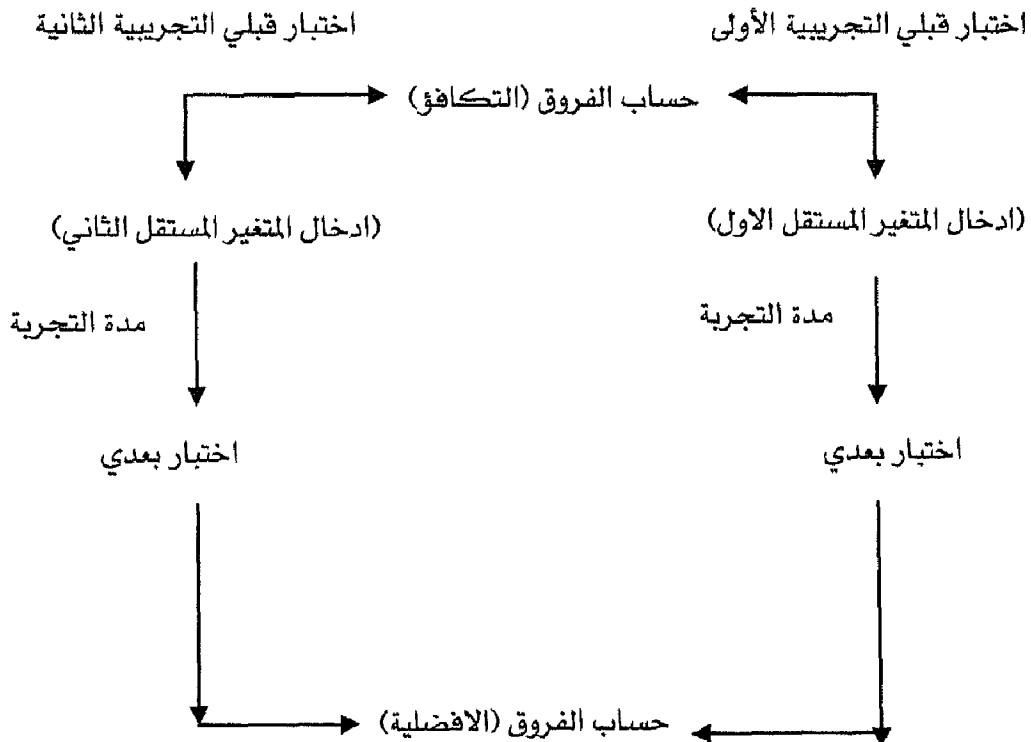 اختبار قبلي التجريبية الأولى
اختبار قبلي التجريبية الثانية
حساب الفروق (التكافؤ)
(ادخال المتغير المستقل الاول)
(ادخال المتغير المستقل الثاني)
مدة التجربة
مدة التجربة
اختبار بعدي
اختبار بعدي
حساب الفروق (الافضلية)